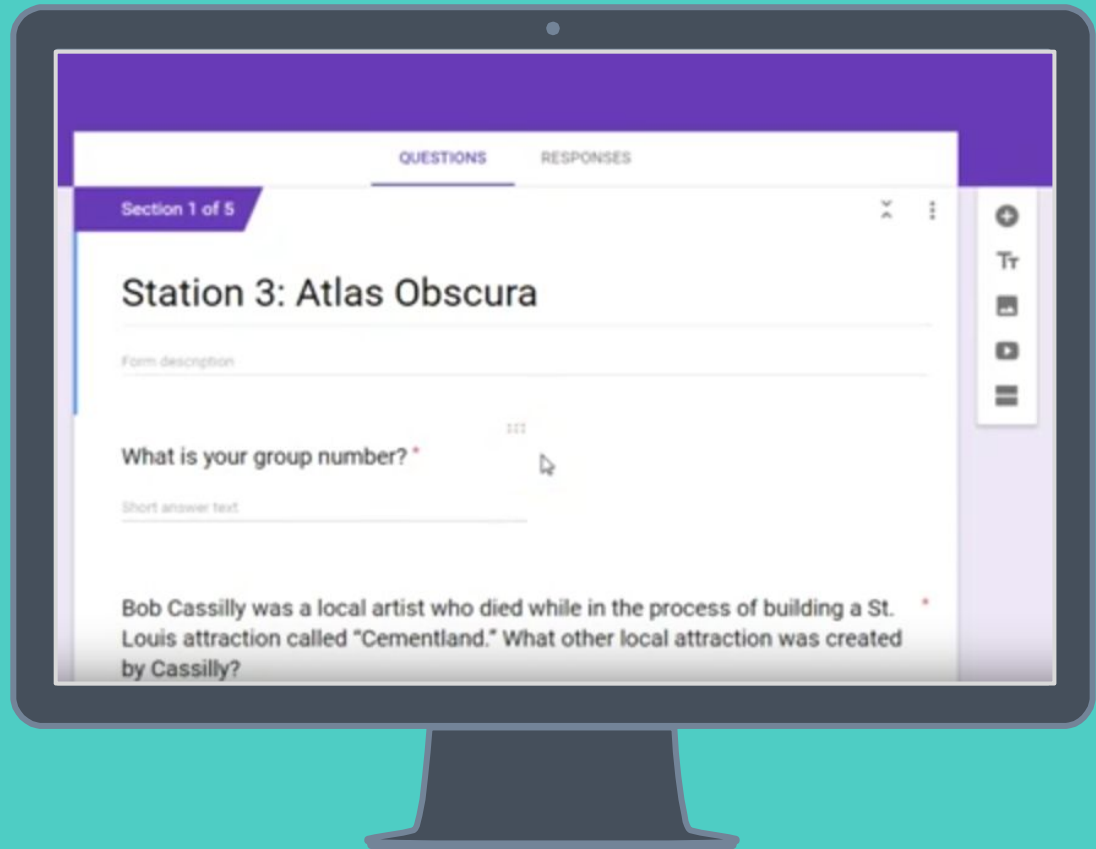 QUESTIONS RESPONSES
Section 1 of 5
Station 3: Atlas Obscura
Form description
What is your group number? *
Short answer text
Bob Cassilly was a local artist who died while in the process of building a St. *
Louis attraction called “Cementland.” What other local attraction was created
by Cassilly?